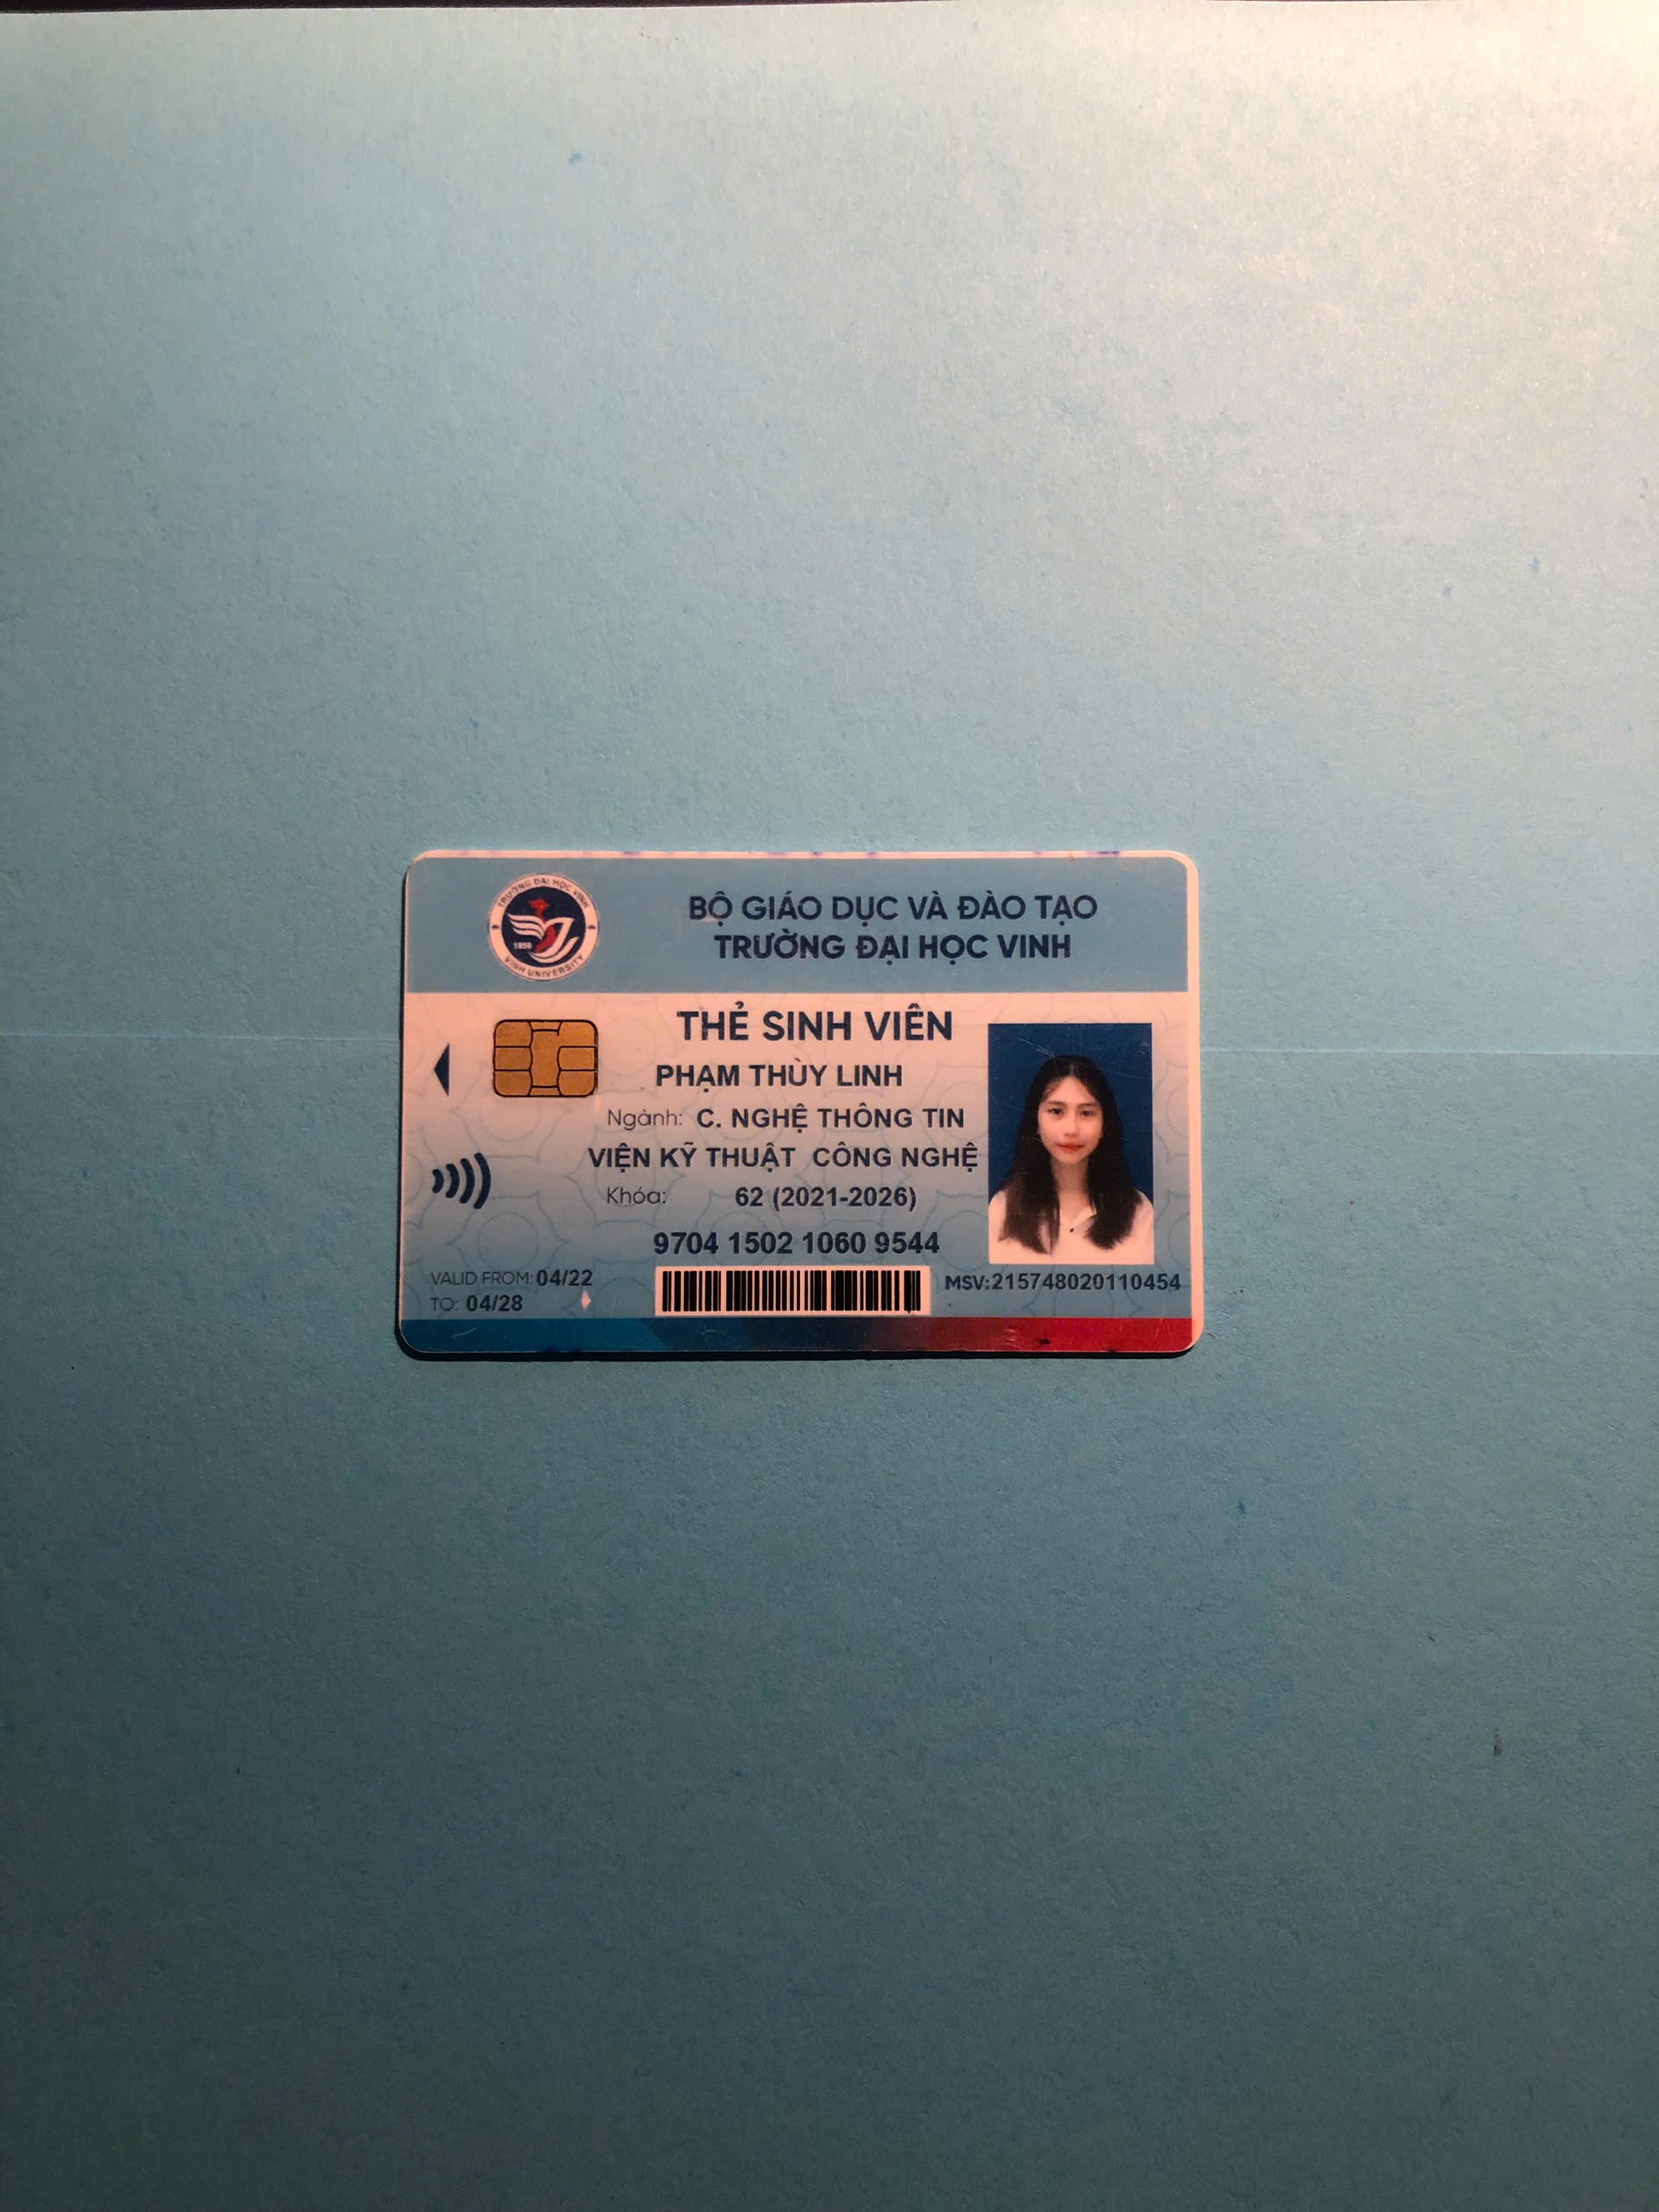 TRƯỜNG ĐẠI HỌC VINH
VINH UNIVERSITY
BỘ GIÁO DỤC VÀ ĐÀO TẠO
TRƯỜNG ĐẠI HỌC VINH
THẺ SINH VIÊN
PHẠM THÙY LINH
Ngành: C. NGHỆ THÔNG TIN
VIỆN KỸ THUẬT CÔNG NGHỆ
Khóa: 62 (2021-2026)
9704 1502 1060 9544
VALID FROM: 04/22
TO: 04/28
MSV:215748020110454